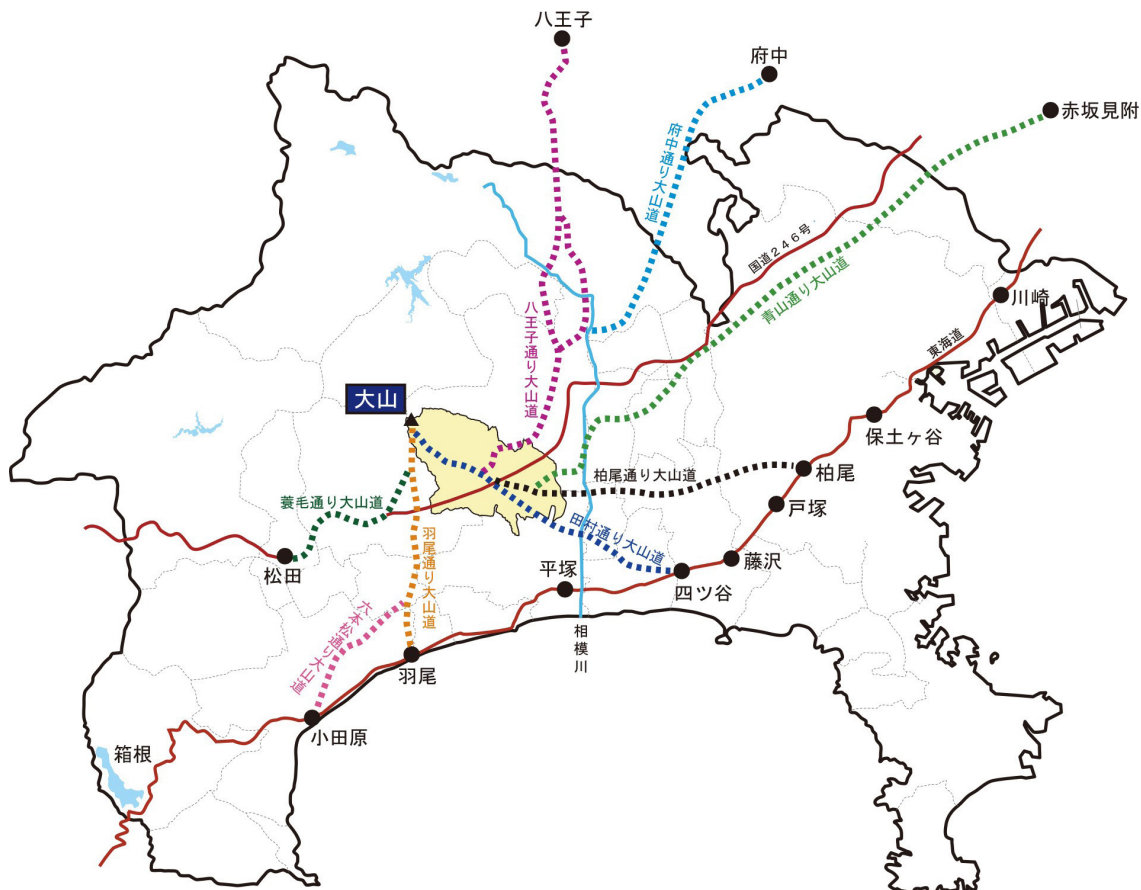 八王子
府中
赤坂見附
府中通り大山道
国道246号
青山通り大山道
川崎
東海道
八王子通り大山道
大山
保土ヶ谷
柏尾
柏尾通り大山道
蓑毛通り大山道
戸塚
田村通り大山道
藤沢
松田
羽尾通り大山道
平塚
四ツ谷
六本松通り大山道
相模川
羽尾
小田原
箱根